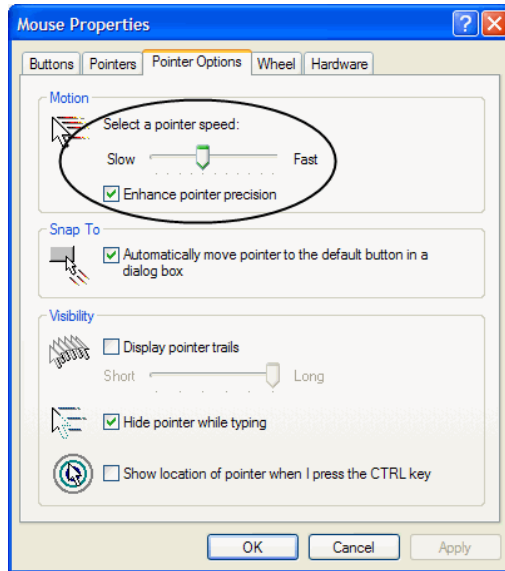 Mouse Properties
Buttons Pointers Pointer Options Wheel Hardware
Motion
Select a pointer speed:
Slow Fast
Enhance pointer precision
Snap To
Automatically move pointer to the default button in a
dialog box
Visibility
Display pointer trails
Short Long
Hide pointer while typing
Show location of pointer when I press the CTRL key
OK Cancel Apply